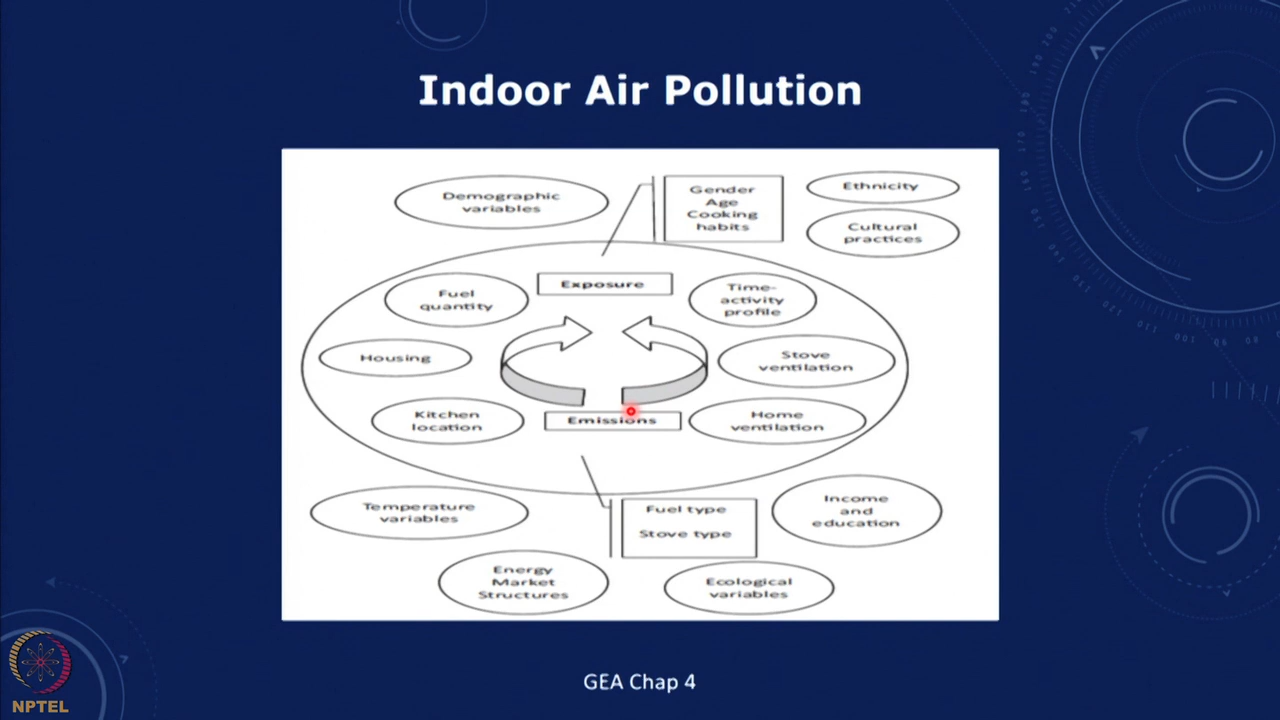 Indoor Air Pollution
Demographic
variables
Gender
Age
Cooking
habits
Ethnicity
Cultural
practices
Fuel
quantity
Exposure
Time-
activity
profile
Housing
Stove
ventilation
Kitchen
location
Emissions
Home
ventilation
Temperature
variables
Fuel type
Stove type
Income
and
education
Energy
Market
Structures
Ecological
variables
GEA Chap 4
NPTEL